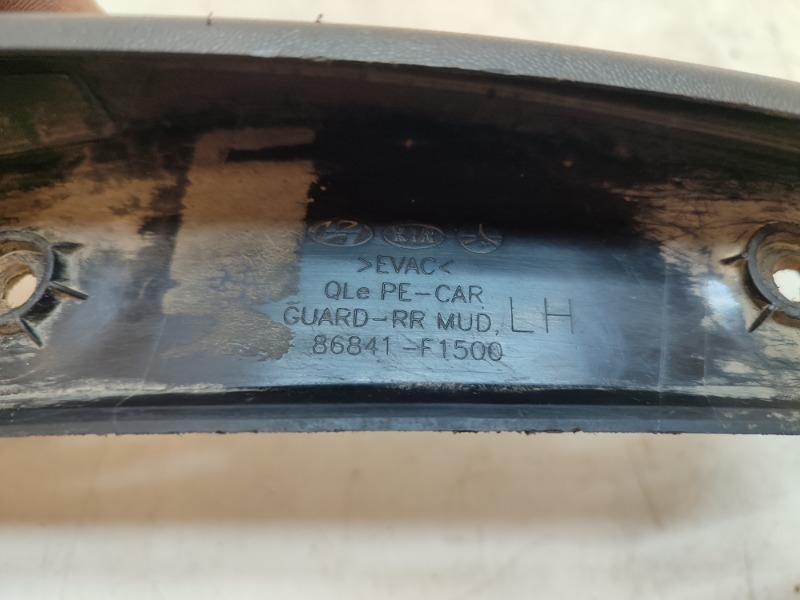 KIA
>EVAC<
QLe PE-CAR
GUARD-RR MUD, LH
86841-F1500